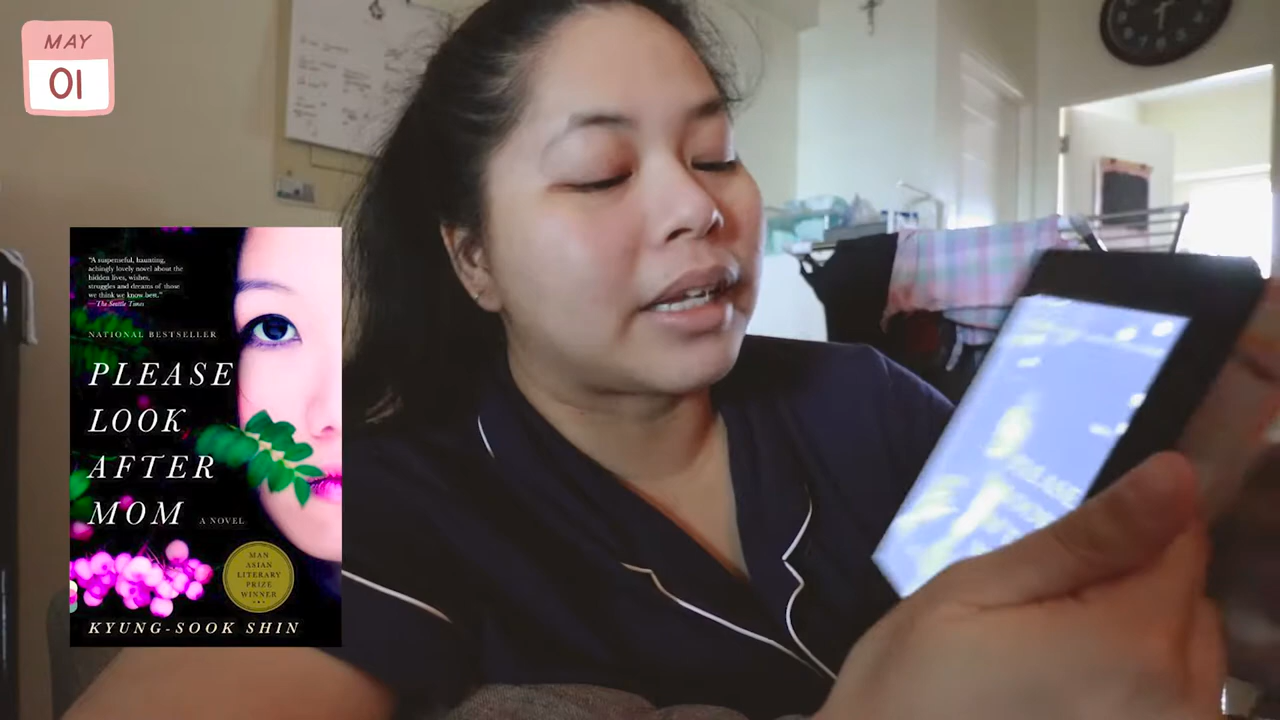 MAY
01
"A suspenseful, haunting,
achingly lovely novel about the
hidden lives, wishes,
struggles and dreams of those
we think we know best."
—The Seattle Times
NATIONAL BESTSELLER
PLEASE
LOOK
AFTER
MOM A NOVEL
MAN
ASIAN
LITERARY
PRIZE
WINNER
KYUNG-SOOK SHIN
PLEASE